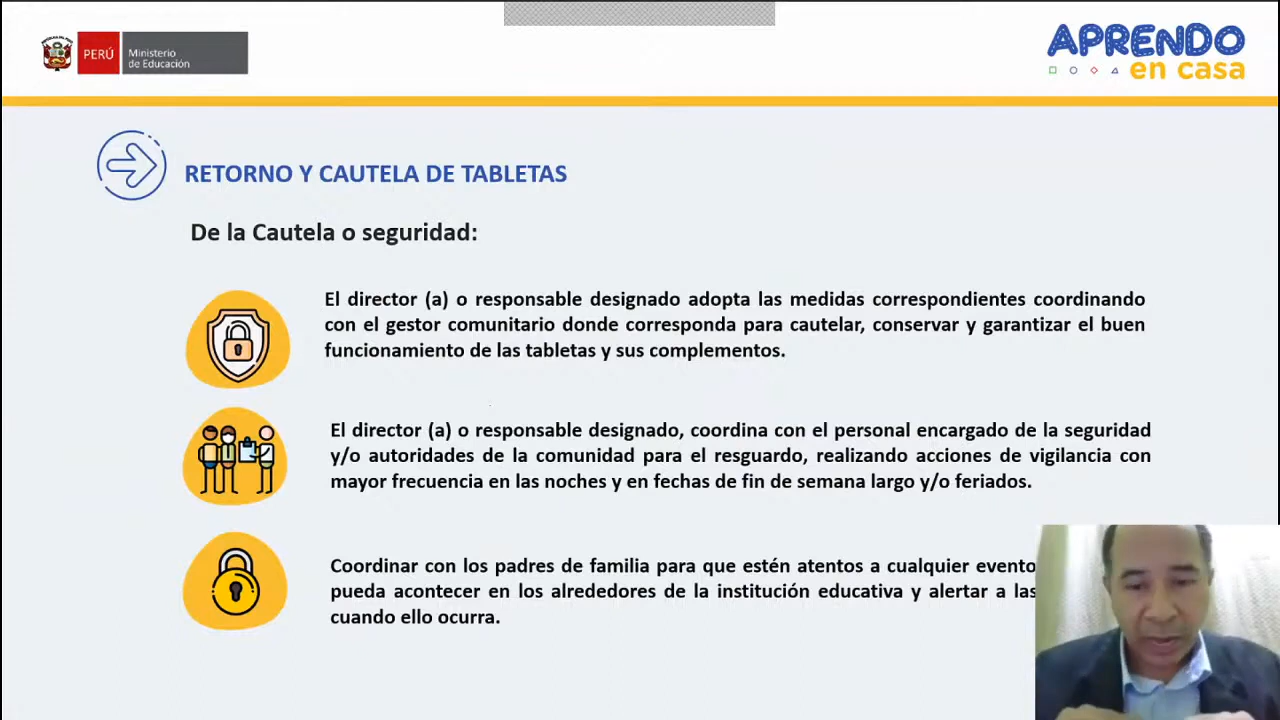 PERÚ
Ministerio
de Educación
APRENDO
en casa
RETORNO Y CAUTELA DE TABLETAS
De la Cautela o seguridad:
El director (a) o responsable designado adopta las medidas correspondientes coordinando
con el gestor comunitario donde corresponda para cautelar, conservar y garantizar el buen
funcionamiento de las tabletas y sus complementos.
El director (a) o responsable designado, coordina con el personal encargado de la seguridad
y/o autoridades de la comunidad para el resguardo, realizando acciones de vigilancia con
mayor frecuencia en las noches y en fechas de fin de semana largo y/o feriados.
Coordinar con los padres de familia para que estén atentos a cualquier evento
pueda acontecer en los alrededores de la institución educativa y alertar a las
cuando ello ocurra.